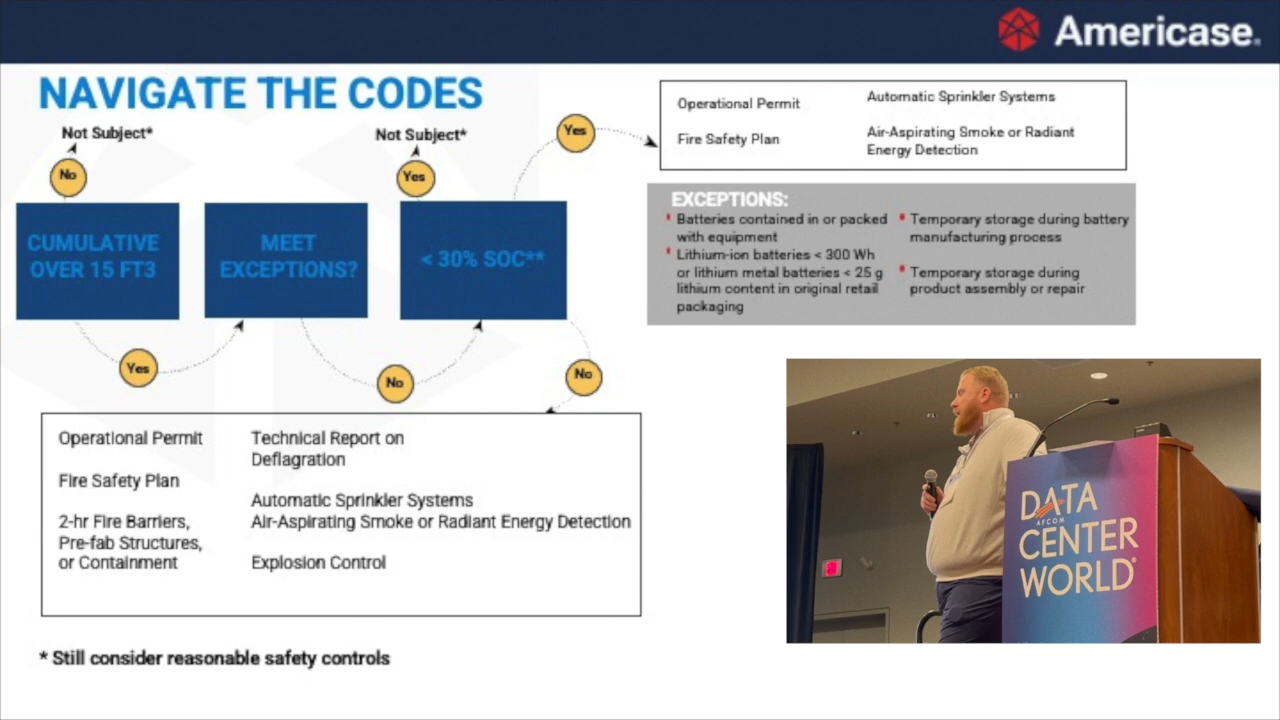 Americase.
NAVIGATE THE CODES
Not Subject*
No
CUMULATIVE
OVER 15 FT3
Yes
MEET
EXCEPTIONS?
No
Not Subject*
Yes
< 30% SOC**
Yes
No
Operational Permit
Fire Safety Plan
Automatic Sprinkler Systems
Air-Aspirating Smoke or Radiant
Energy Detection
EXCEPTIONS:
Batteries contained in or packed
with equipment
Lithium-ion batteries < 300 Wh
or lithium metal batteries < 25 g
lithium content in original retail
packaging
Temporary storage during battery
manufacturing process
Temporary storage during
product assembly or repair
Operational Permit
Fire Safety Plan
2-hr Fire Barriers,
Pre-fab Structures,
or Containment
Technical Report on
Deflagration
Automatic Sprinkler Systems
Air-Aspirating Smoke or Radiant Energy Detection
Explosion Control
DATA
AFCOM
CENTER
WORLD
* Still consider reasonable safety controls